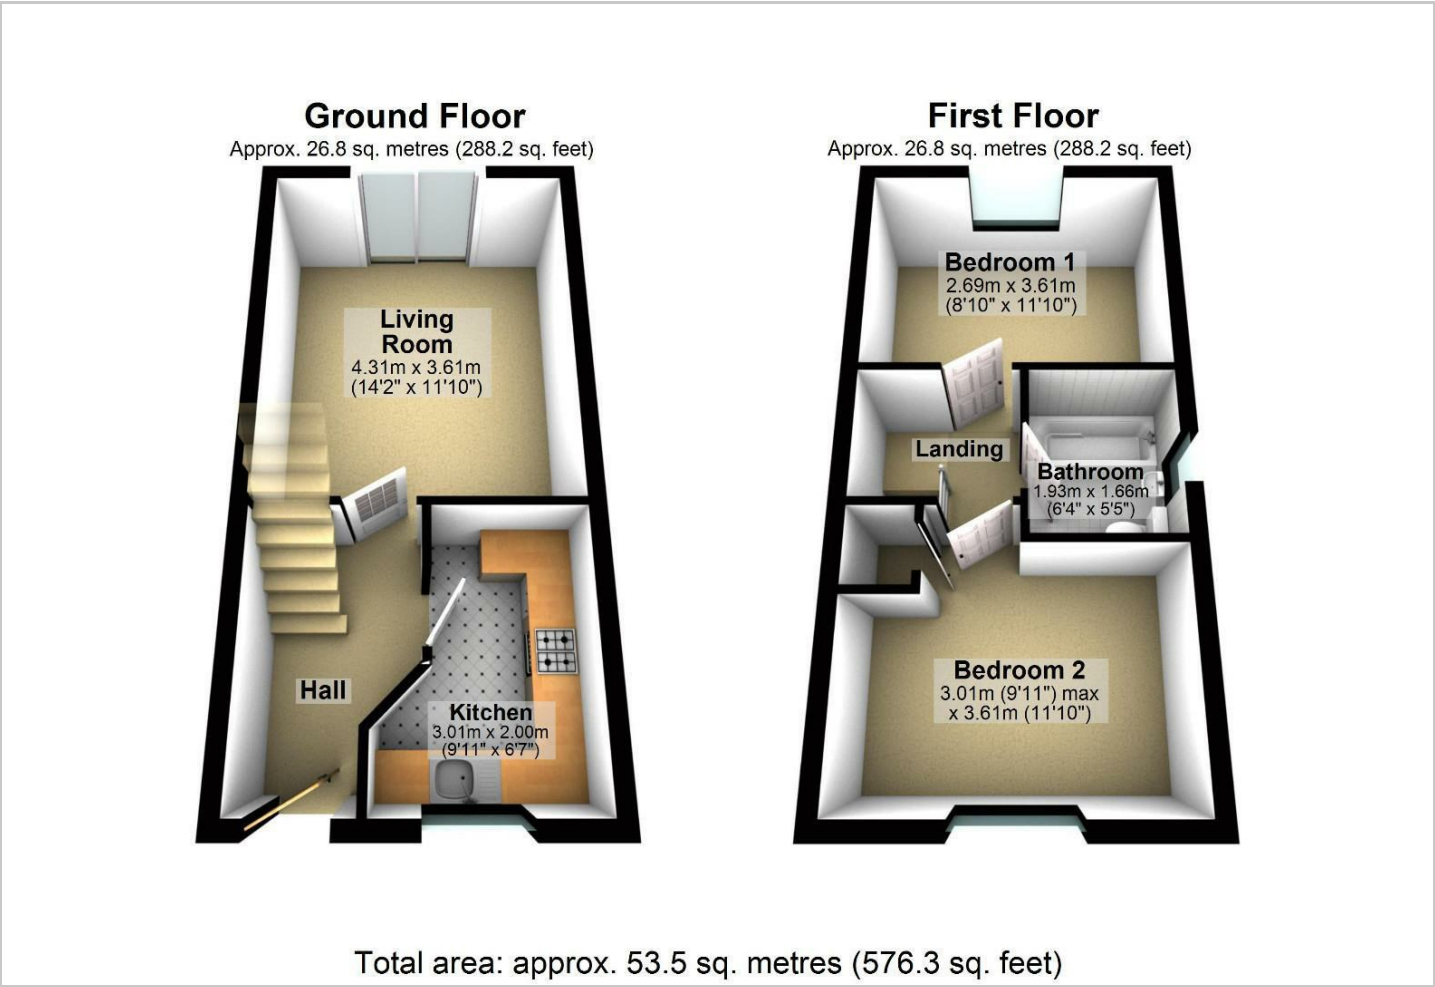 Ground Floor
Approx. 26.8 sq. metres (288.2 sq. feet)
Living
Room
4.31m x 3.61m
(14'2" x 11'10")
Hall
Kitchen
3.01m x 2.00m
(9'11" x 6'7")
First Floor
Approx. 26.8 sq. metres (288.2 sq. feet)
Bedroom 1
2.69m x 3.61m
(8'10" x 11'10")
Landing
Bathroom
1.93m x 1.66m
(6'4" x 5'5")
Bedroom 2
3.01m (9'11") max
x 3.61m (11'10")
Total area: approx. 53.5 sq. metres (576.3 sq. feet)